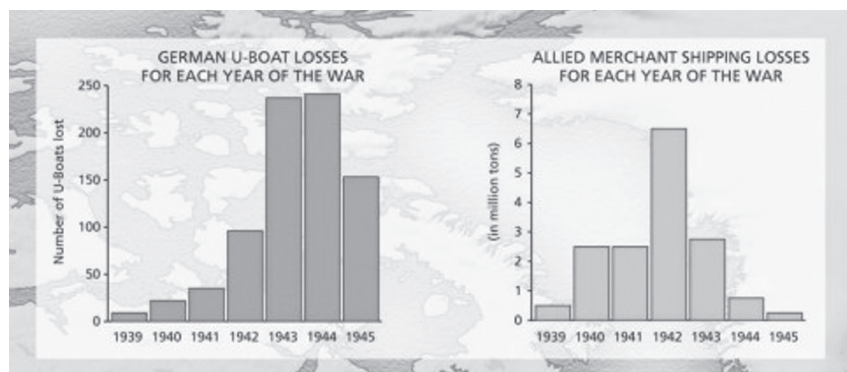 GERMAN U-BOAT LOSSES
FOR EACH YEAR OF THE WAR
Number of U-Boats lost
250
200
150
100
50
0
1939 1940 1941 1942 1943 1944 1945
ALLIED MERCHANT SHIPPING LOSSES
FOR EACH YEAR OF THE WAR
(in million tons)
8
7
6
5
4
3
2
1
0
1939 1940 1941 1942 1943 1944 1945